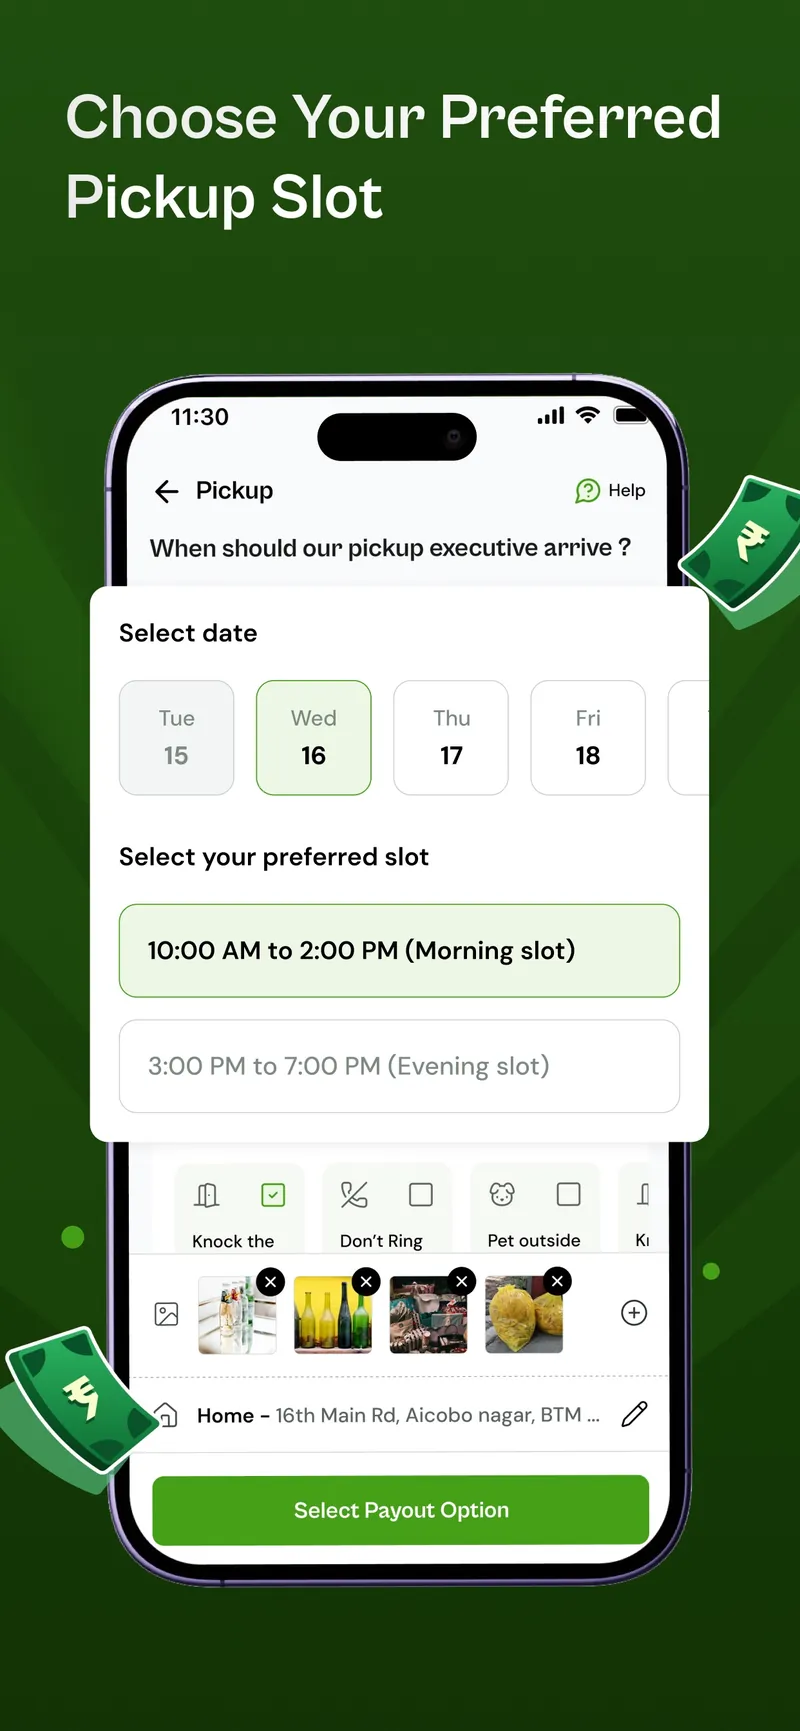 Choose Your Preferred
Pickup Slot
11:30
Pickup
Help
When should our pickup executive arrive ?
Select date
Tue
15
Wed
16
Thu
17
Fri
18
Select your preferred slot
10:00 AM to 2:00 PM (Morning slot)
3:00 PM to 7:00 PM (Evening slot)
Knock the
Don't Ring
Pet outside
Home - 16th Main Rd, Aicobo nagar, BTM ...
Select Payout Option